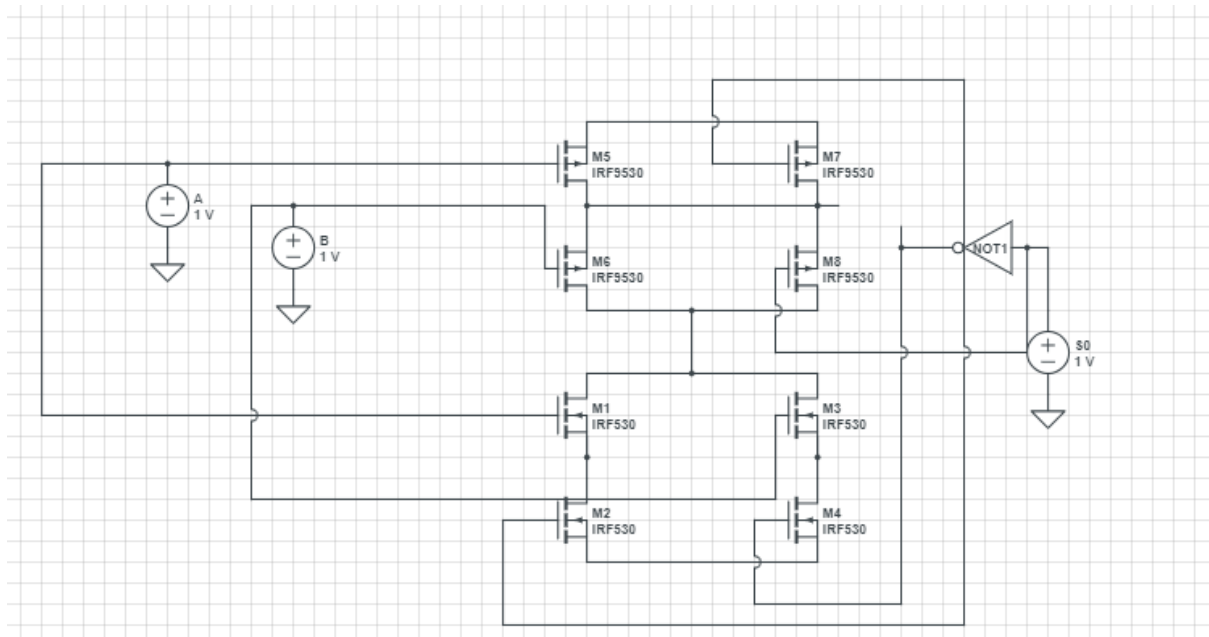 M5
IRF9530
M7
IRF9530
A
1 V
B
1 V
M6
IRF9530
M8
IRF9530
NOT1
S0
1 V
M1
IRF530
M3
IRF530
M2
IRF530
M4
IRF530